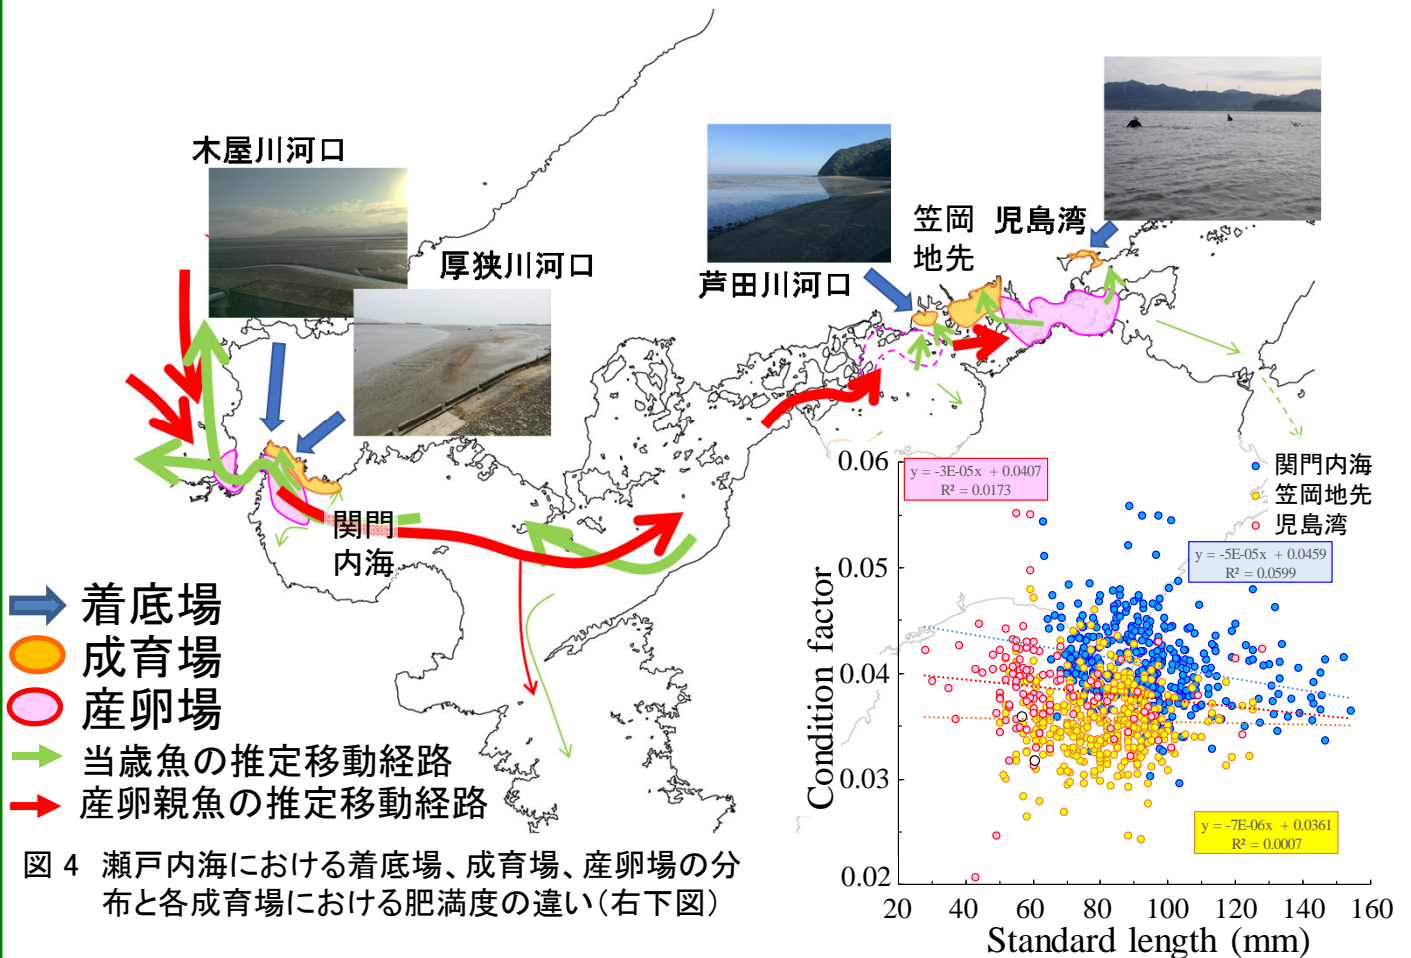 木屋川河口
厚狭川河口
芦田川河口
笠岡
地先
児島湾
関門
内海
着底場
成育場
産卵場
当歳魚の推定移動経路
産卵親魚の推定移動経路
図 4 瀬戸内海における着底場、成育場、産卵場の分
布と各成育場における肥満度の違い(右下図)
関門内海
笠岡地先
児島湾
y = -3E-05x + 0.0407
R² = 0.0173
y = -5E-05x + 0.0459
R² = 0.0599
y = -7E-06x + 0.0361
R² = 0.0007
Condition factor
0.06
0.05
0.04
0.03
0.02
20 40 60 80 100 120 140 160
Standard length (mm)